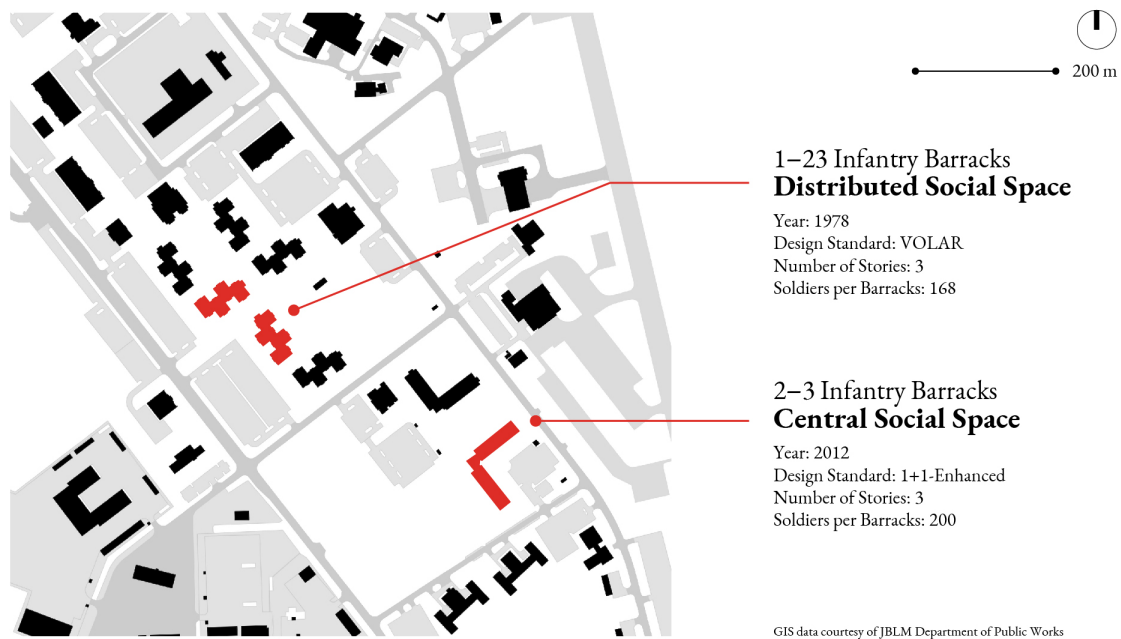 200 m
1–23 Infantry Barracks
Distributed Social Space
Year: 1978
Design Standard: VOLAR
Number of Stories: 3
Soldiers per Barracks: 168
2–3 Infantry Barracks
Central Social Space
Year: 2012
Design Standard: 1+1-Enhanced
Number of Stories: 3
Soldiers per Barracks: 200
GIS data courtesy of JBLM Department of Public Works